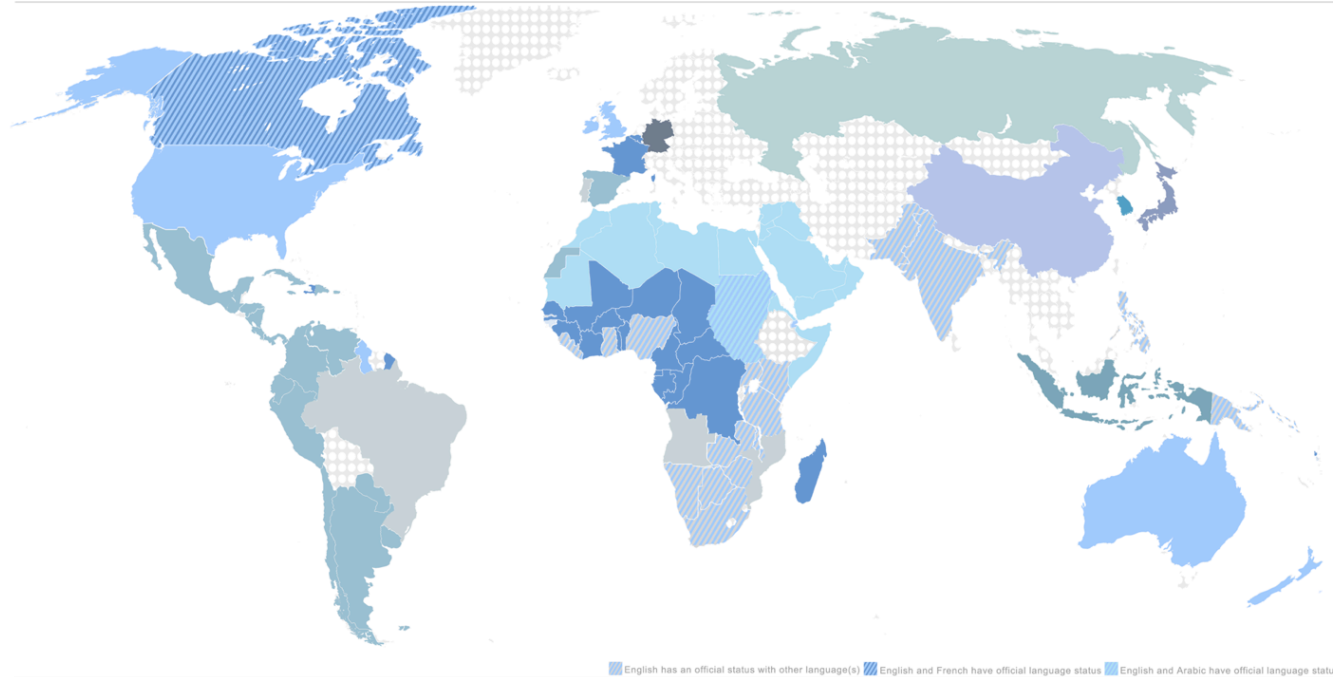 English has an official status with other language(s)
English and French have official language status
English and Arabic have official language statu